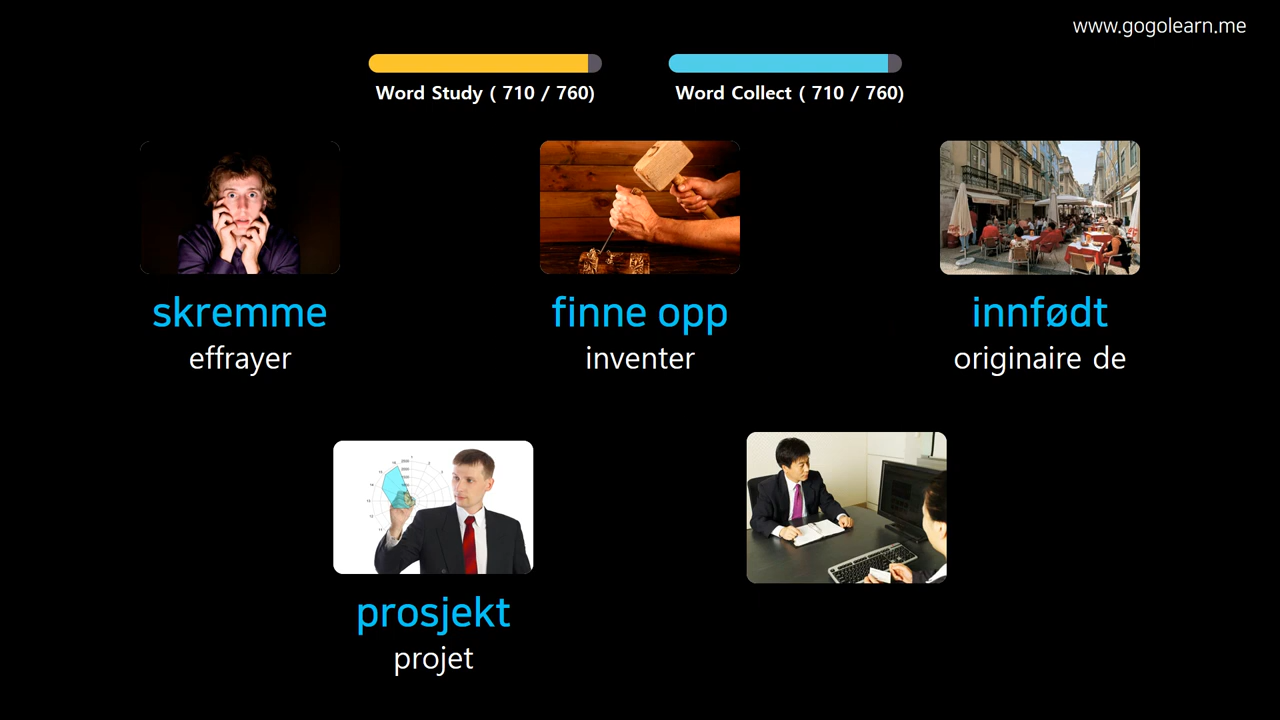 www.gogolearn.me
Word Study ( 710 / 760)
Word Collect ( 710 / 760)
skremme
effrayer
finne opp
inventer
innfødt
originaire de
prosjekt
projet